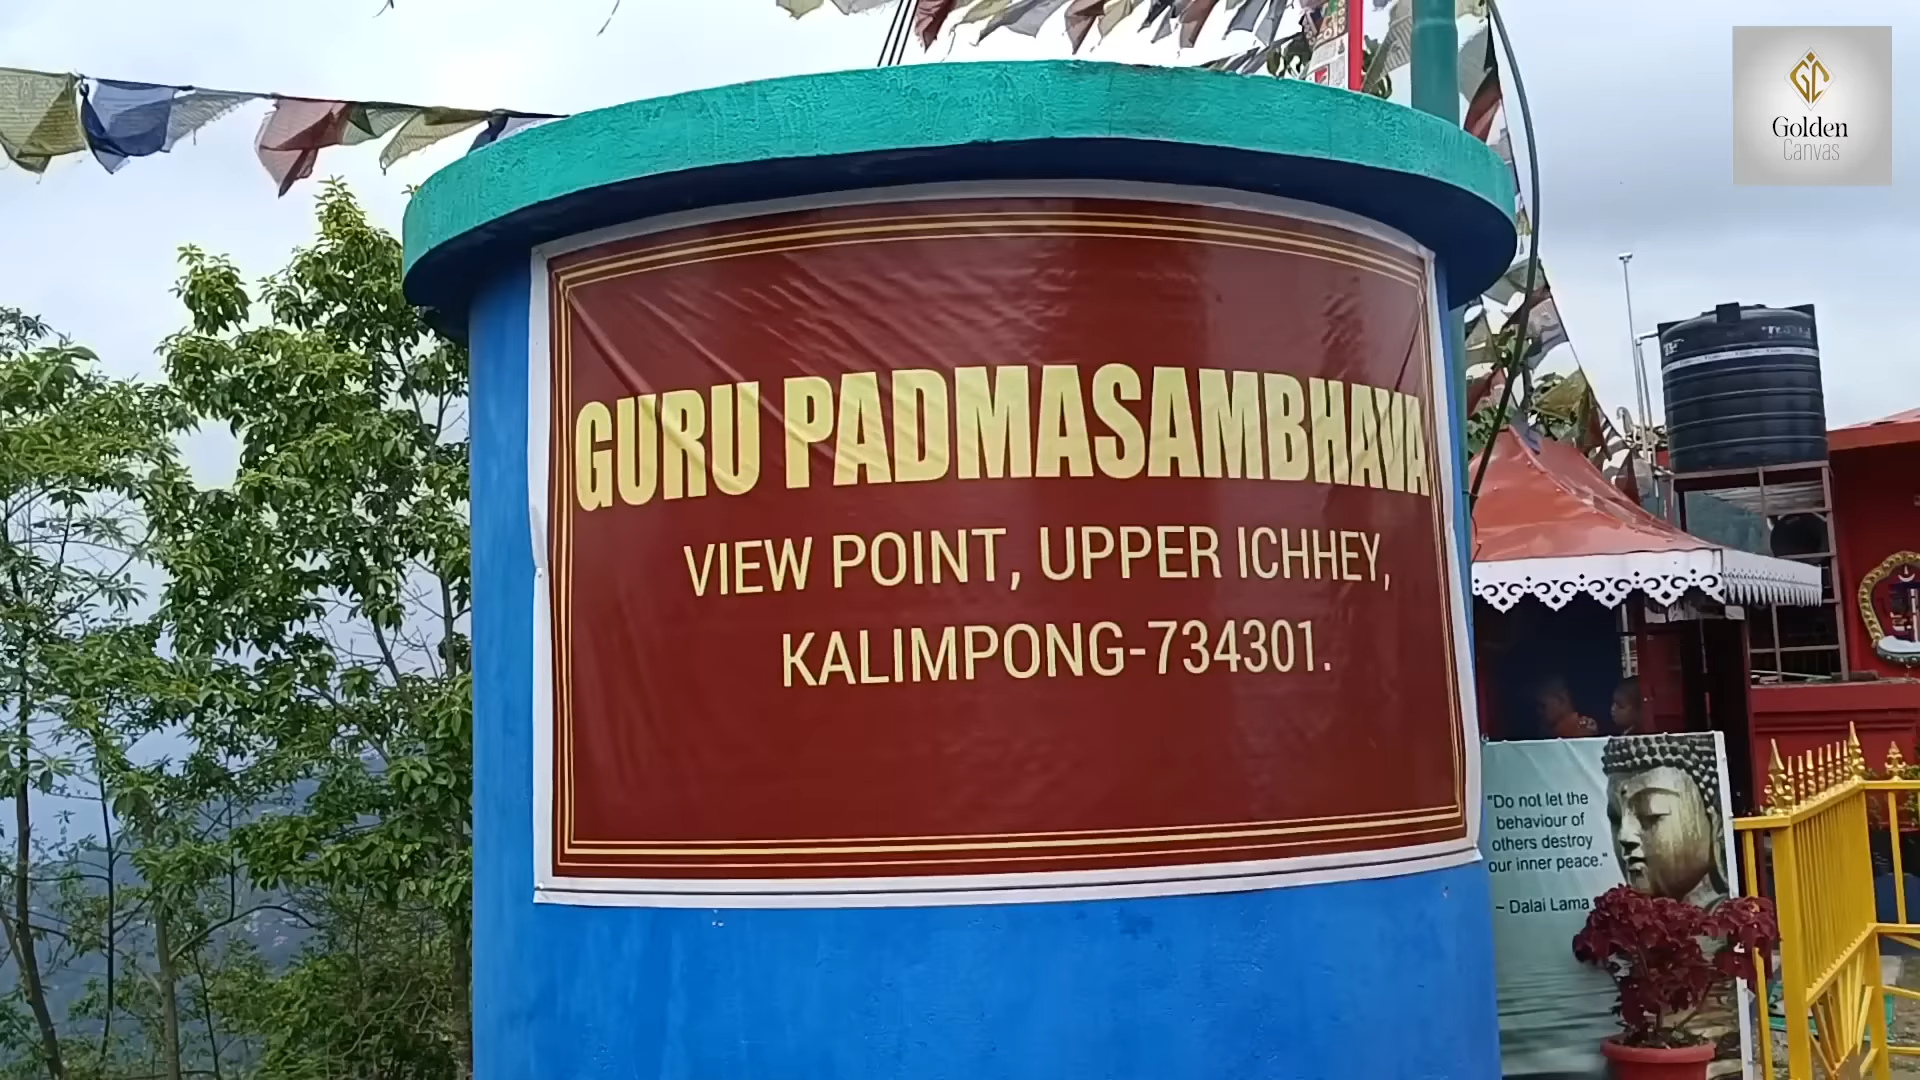 GURU PADMASAMBHAVA
VIEW POINT, UPPER ICHHEY,
KALIMPONG-734301.
"Do not let the
behaviour of
others destroy
our inner peace."
~ Dalai Lama
Golden
Canvas